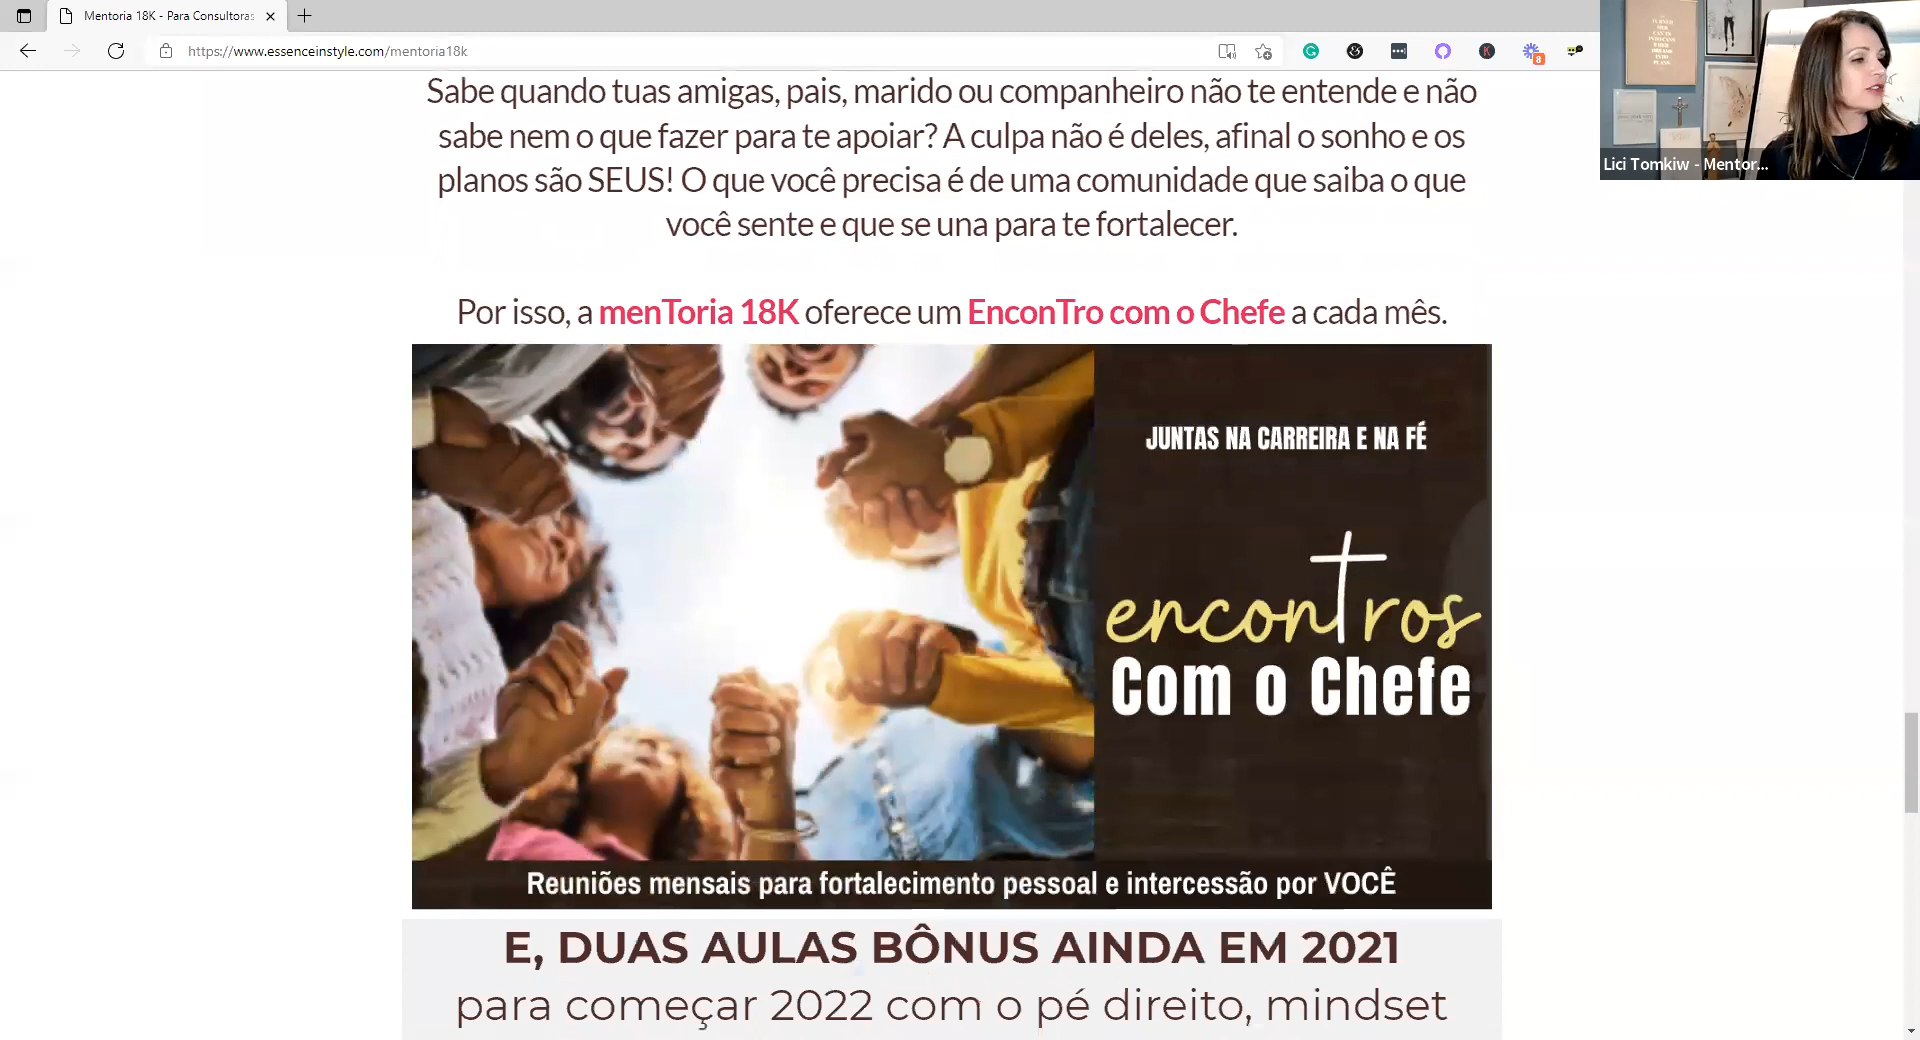 Mentoria 18K - Para Consultoras
https://www.essenceinstyle.com/mentoria18k
8
Lici Tomkiw - Mentor...
Sabe quando tuas amigas, pais, marido ou companheiro não te entende e não
sabe nem o que fazer para te apoiar? A culpa não é deles, afinal o sonho e os
planos são SEUS! O que você precisa é de uma comunidade que saiba o que
você sente e que se una para te fortalecer.
Por isso, a menToria 18K oferece um EnconTro com o Chefe a cada mês.
JUNTAS NA CARREIRA E NA FÉ
enconTros
Com o Chefe
Reuniões mensais para fortalecimento pessoal e intercessão por VOCÊ
E, DUAS AULAS BÔNUS AINDA EM 2021
para começar 2022 com o pé direito, mindset